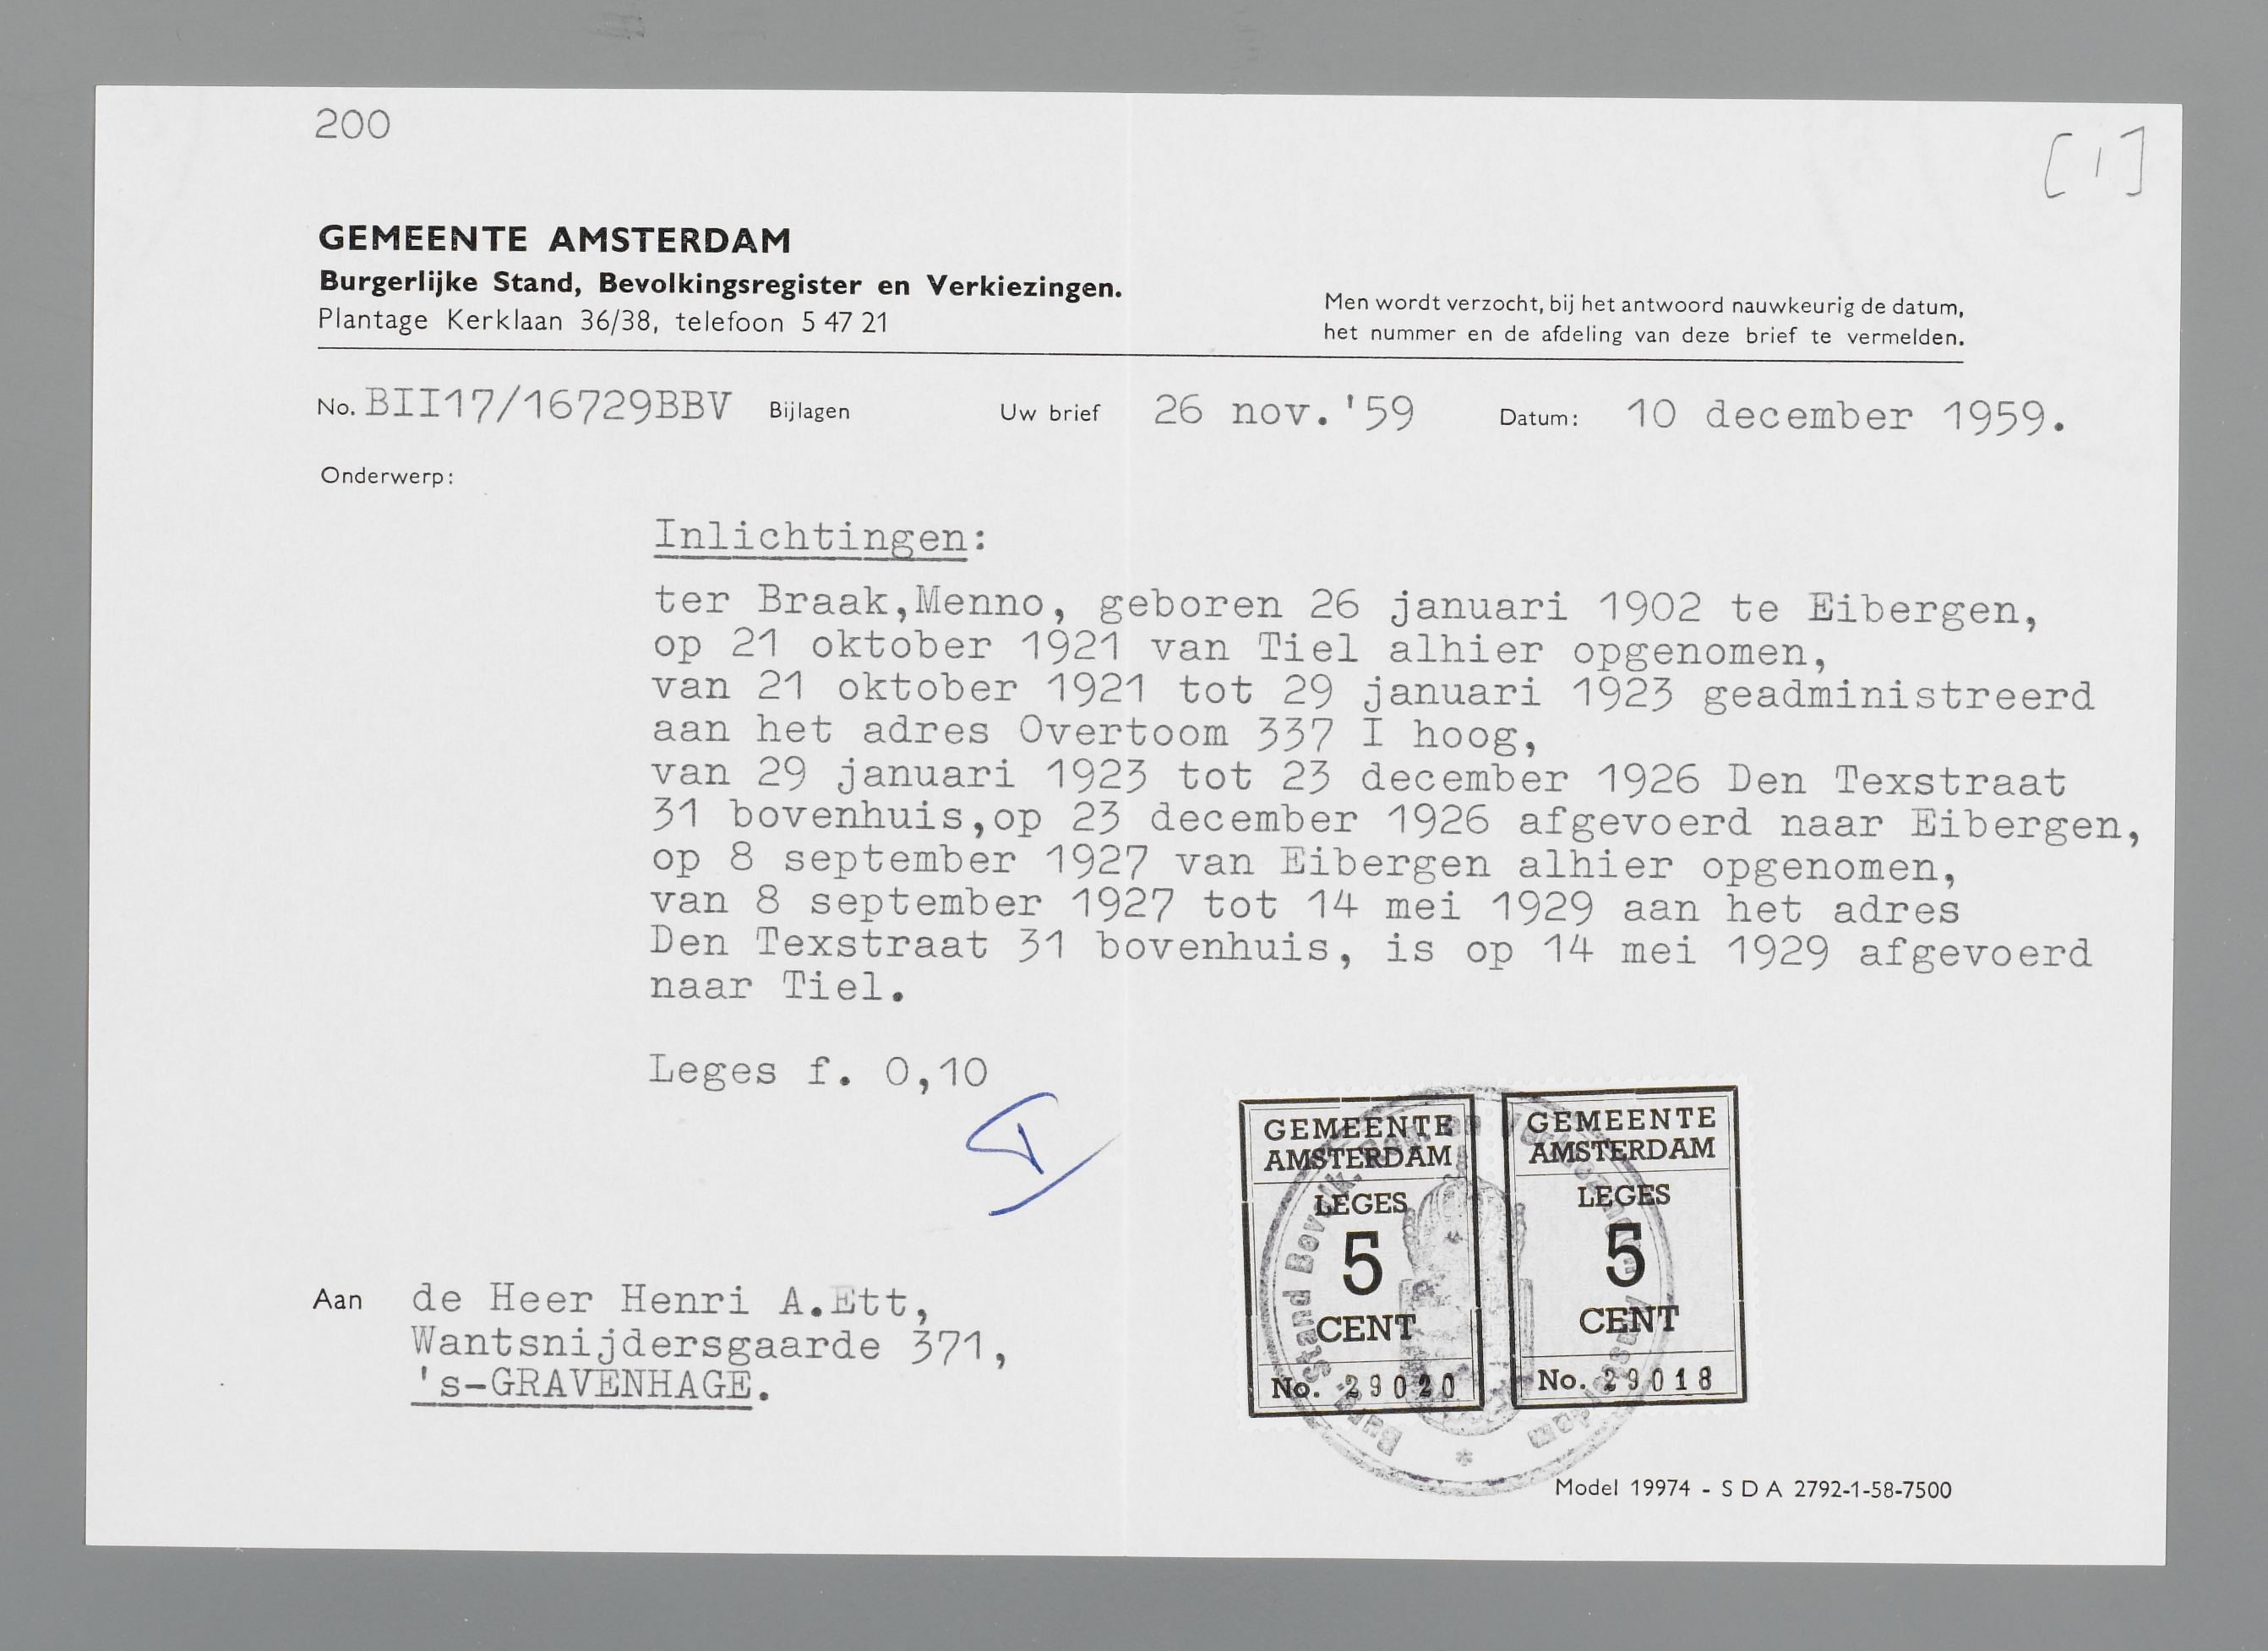 200
[1]
GEMEENTE AMSTERDAM
Burgerlijke Stand, Bevolkingsregister en Verkiezingen.
Plantage Kerklaan 36/38, telefoon 5 47 21
Men wordt verzocht, bij het antwoord nauwkeurig de datum,
het nummer en de afdeling van deze brief te vermelden.
No. BII17/16729BBV Bijlagen Uw brief 26 nov.'59 Datum: 10 december 1959.
Onderwerp:
Inlichtingen:
ter Braak,Menno, geboren 26 januari 1902 te Eibergen,
op 21 oktober 1921 van Tiel alhier opgenomen,
van 21 oktober 1921 tot 29 januari 1923 geadministreerd
aan het adres Overtoom 337 I hoog,
van 29 januari 1923 tot 23 december 1926 Den Texstraat
31 bovenhuis,op 23 december 1926 afgevoerd naar Eibergen,
op 8 september 1927 van Eibergen alhier opgenomen,
van 8 september 1927 tot 14 mei 1929 aan het adres
Den Texstraat 31 bovenhuis, is op 14 mei 1929 afgevoerd
naar Tiel.
Leges f. 0,10
GEMEENTE
AMSTERDAM
LEGES
5
CENT
No. 29020
GEMEENTE
AMSTERDAM
LEGES
5
CENT
No. 29018
Burg. Stand Bevolk. Amsterdam
Aan de Heer Henri A.Ett,
Wantsnijdersgaarde 371,
's-GRAVENHAGE.
Model 19974 - S D A 2792-1-58-7500